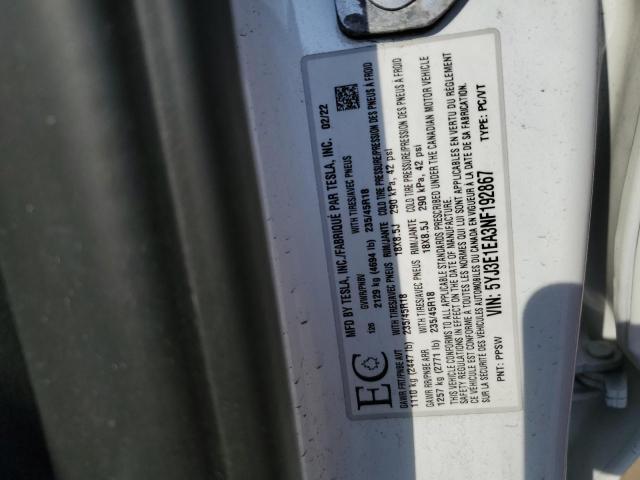 MFD BY TESLA, INC./FABRIQUÉ PAR TESLA, INC. 02/22
GVWR/PNBV WITH TIRES/AVEC PNEUS RIM/JANTE COLD TIRE PRESSURE/PRESSION DES PNEUS À FROID
2129 kg (4694 lb) 235/45R18 18X8.5J 290 kPa, 42 psi
EC
GAWR FRT/PNBE AVT WITH TIRES/AVEC PNEUS RIM/JANTE COLD TIRE PRESSURE/PRESSION DES PNEUS À FROID
1110 kg (2447 lb) 235/45R18 18X8.5J 290 kPa, 42 psi
GAWR RR/PNBE ARR
1257 kg (2771 lb) 235/45R18
THIS VEHICLE CONFORMS TO ALL APPLICABLE STANDARDS PRESCRIBED UNDER THE CANADIAN MOTOR VEHICLE
SAFETY REGULATIONS IN EFFECT ON THE DATE OF MANUFACTURE.
CE VÉHICULE EST CONFORME À TOUTES LES NORMES QUI LUI SONT APPLICABLES EN VERTU DU RÈGLEMENT
SUR LA SÉCURITÉ DES VÉHICULES AUTOMOBILES DU CANADA EN VIGUEUR À LA DATE DE SA FABRICATION.
VIN: 5YJ3E1EA3NF192867 TYPE: PC/VT
PNT: PPSW